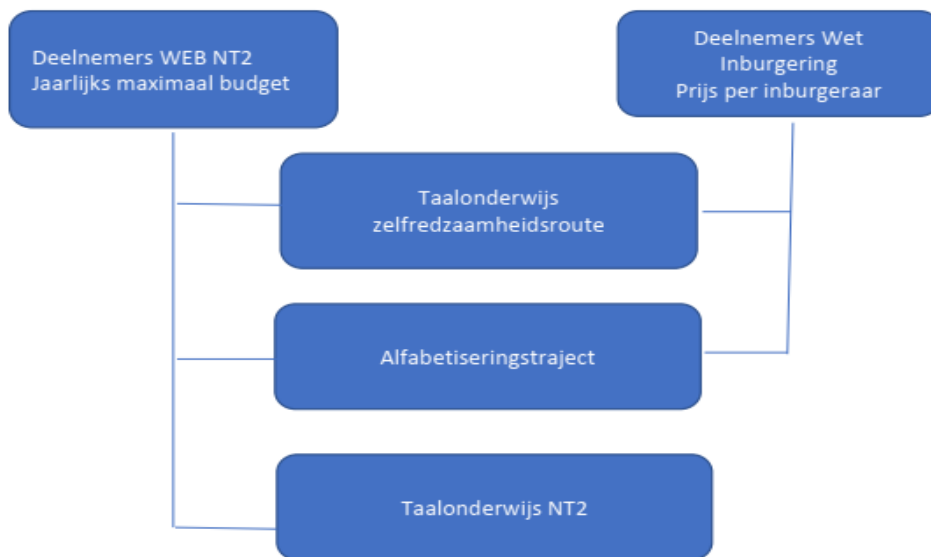 Deelnemers WEB NT2
Jaarlijks maximaal budget
Deelnemers Wet
Inburgering
Prijs per inburgeraar
Taalonderwijs
zelfredzaamheidsroute
Alfabetiseringstraject
Taalonderwijs NT2